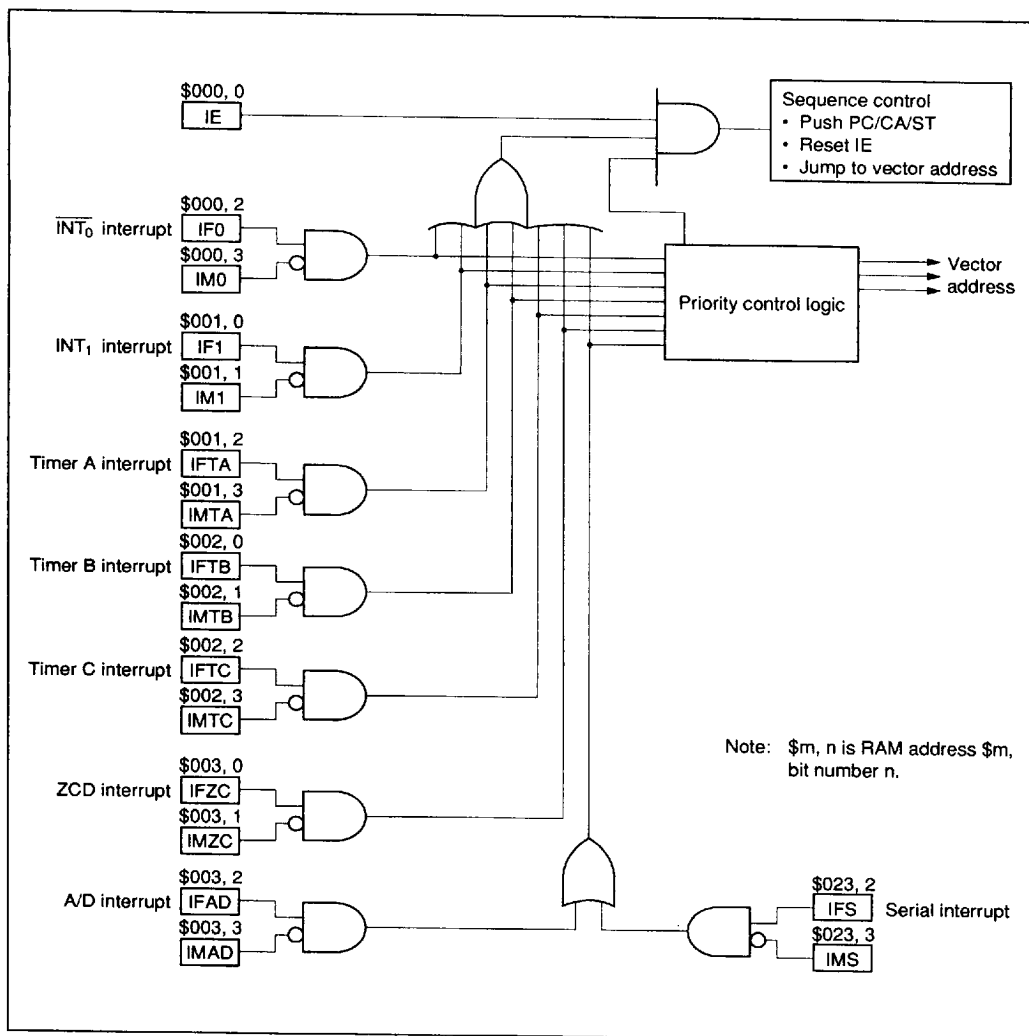 $000, 0
IE
Sequence control
• Push PC/CA/ST
• Reset IE
• Jump to vector address
$000, 2
INT0 interrupt
IF0
$000, 3
IM0
Priority control logic
Vector
address
$001, 0
INT1 interrupt
IF1
$001, 1
IM1
$001, 2
Timer A interrupt
IFTA
$001, 3
IMTA
$002, 0
Timer B interrupt
IFTB
$002, 1
IMTB
$002, 2
Timer C interrupt
IFTC
$002, 3
IMTC
Note: $m, n is RAM address $m,
bit number n.
$003, 0
ZCD interrupt
IFZC
$003, 1
IMZC
$003, 2
A/D interrupt
IFAD
$003, 3
IMAD
$023, 2
IFS
Serial interrupt
$023, 3
IMS